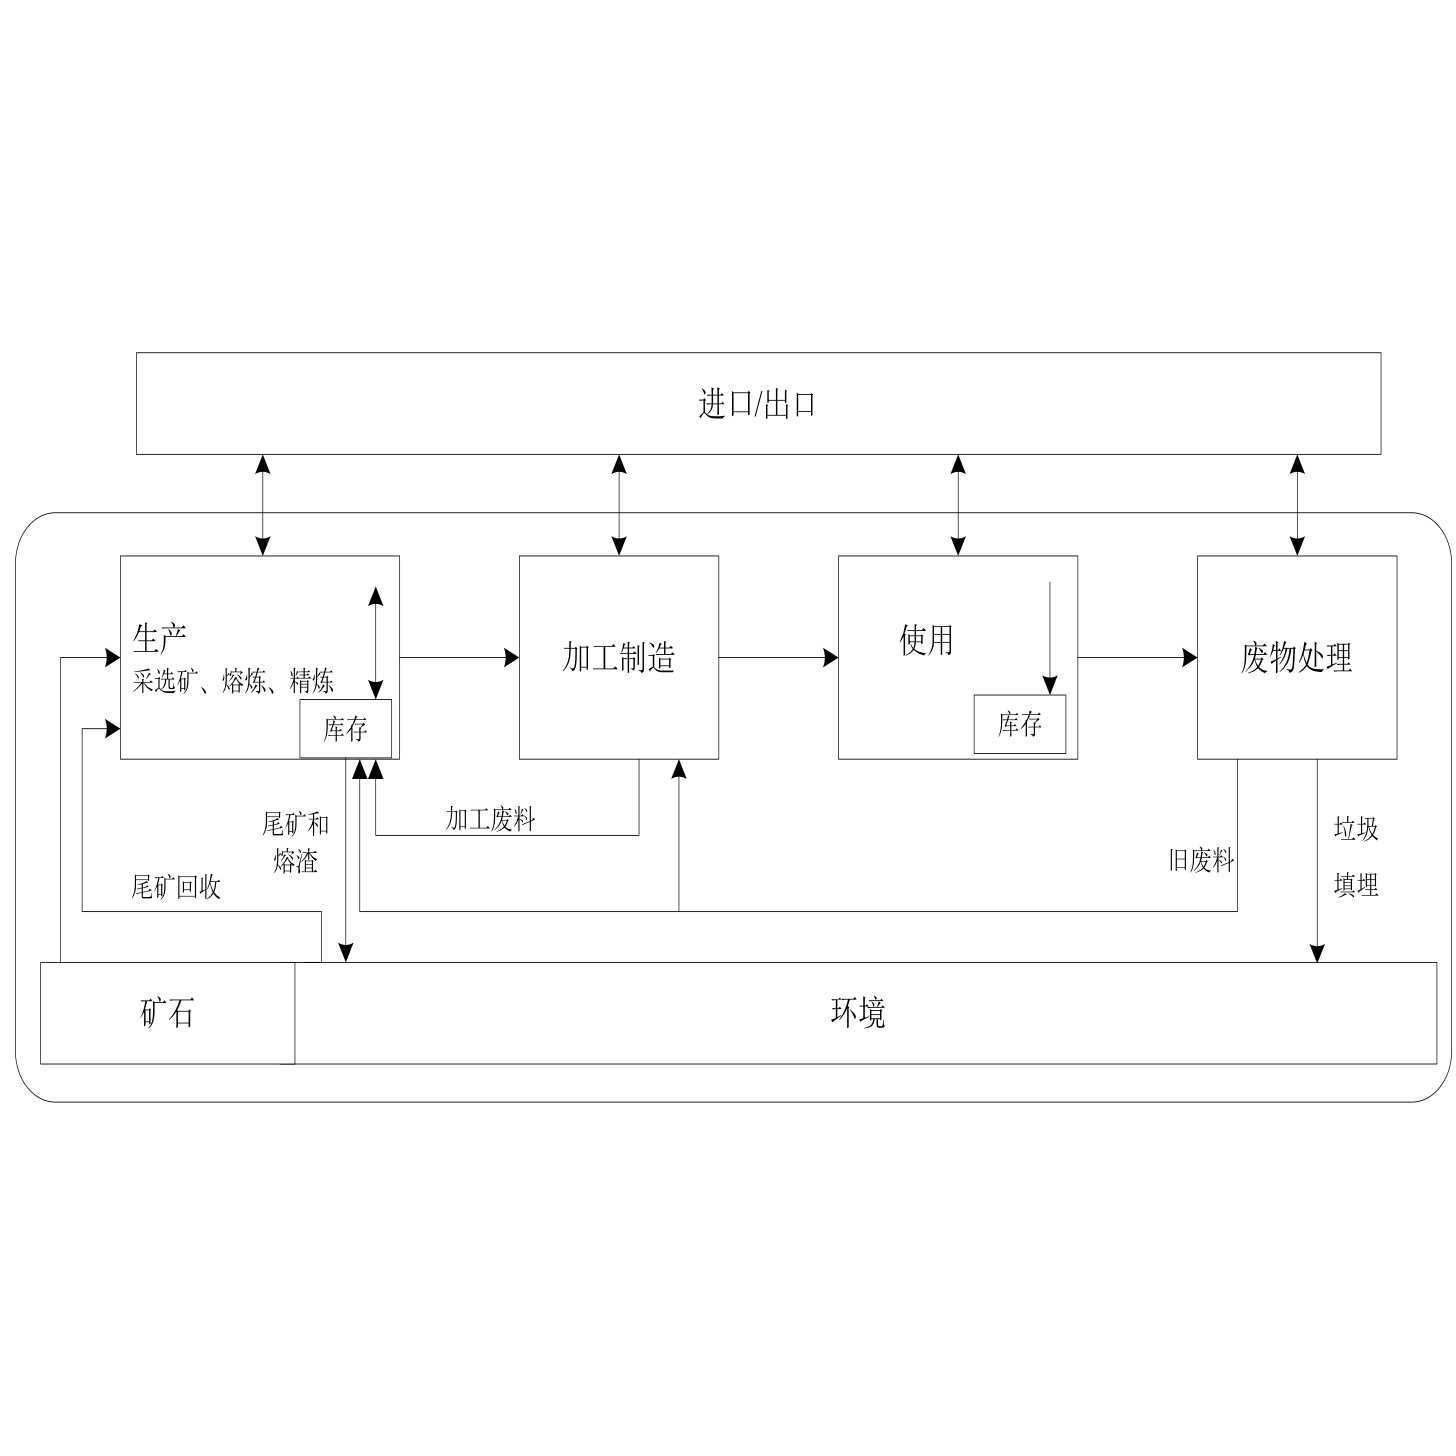 进口/出口
生产
采选矿、熔炼、精炼
库存
加工制造
使用
库存
废物处理
尾矿和
熔渣
加工废料
尾矿回收
旧废料
垃圾
填埋
矿石
环境